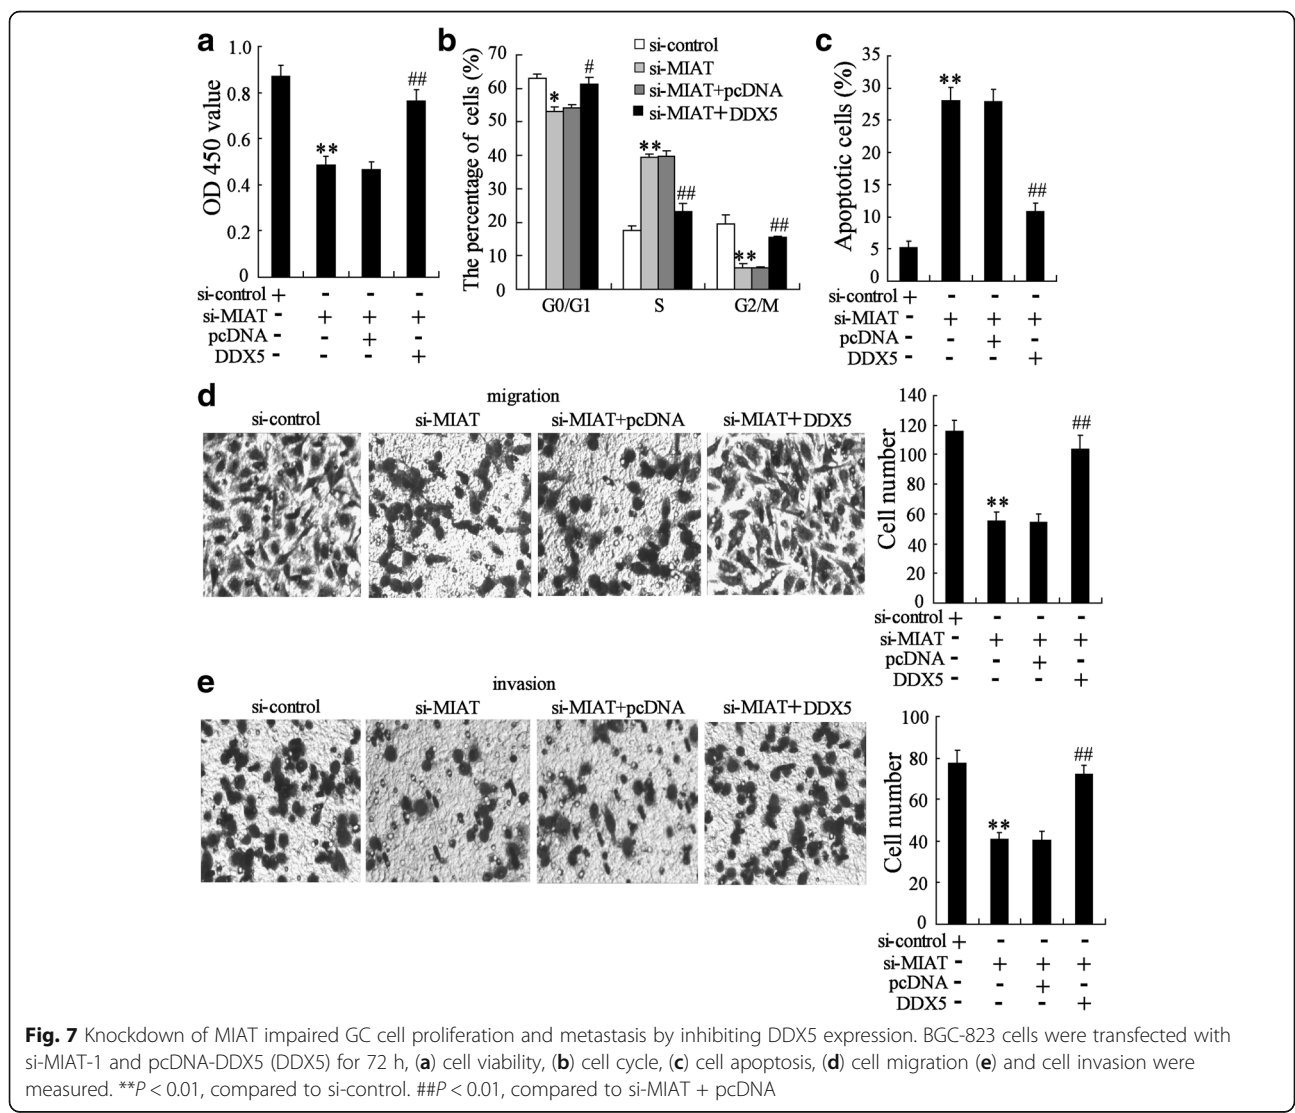 a
1.0
0.8
0.6
0.4
0.2
0
OD 450 value
**
##
si-control + - - -
si-MIAT - + + +
pcDNA - - + -
DDX5 - - - +
b
70
60
50
40
30
20
10
0
The percentage of cells (%)
si-control
si-MIAT
si-MIAT+pcDNA
si-MIAT+DDX5
* #
** ##
** ##
G0/G1 S G2/M
c
35
30
25
20
15
10
5
0
Apoptotic cells (%)
**
##
si-control + - - -
si-MIAT - + + +
pcDNA - - + -
DDX5 - - - +
d
migration
si-control si-MIAT si-MIAT+pcDNA si-MIAT+DDX5
140
120
100
80
60
40
20
0
Cell number
**
##
si-control + - - -
si-MIAT - + + +
pcDNA - - + -
DDX5 - - - +
e
invasion
si-control si-MIAT si-MIAT+pcDNA si-MIAT+DDX5
100
80
60
40
20
0
Cell number
**
##
si-control + - - -
si-MIAT - + + +
pcDNA - - + -
DDX5 - - - +
Fig. 7 Knockdown of MIAT impaired GC cell proliferation and metastasis by inhibiting DDX5 expression. BGC-823 cells were transfected with
si-MIAT-1 and pcDNA-DDX5 (DDX5) for 72 h, (a) cell viability, (b) cell cycle, (c) cell apoptosis, (d) cell migration (e) and cell invasion were
measured. **P < 0.01, compared to si-control. ##P < 0.01, compared to si-MIAT + pcDNA